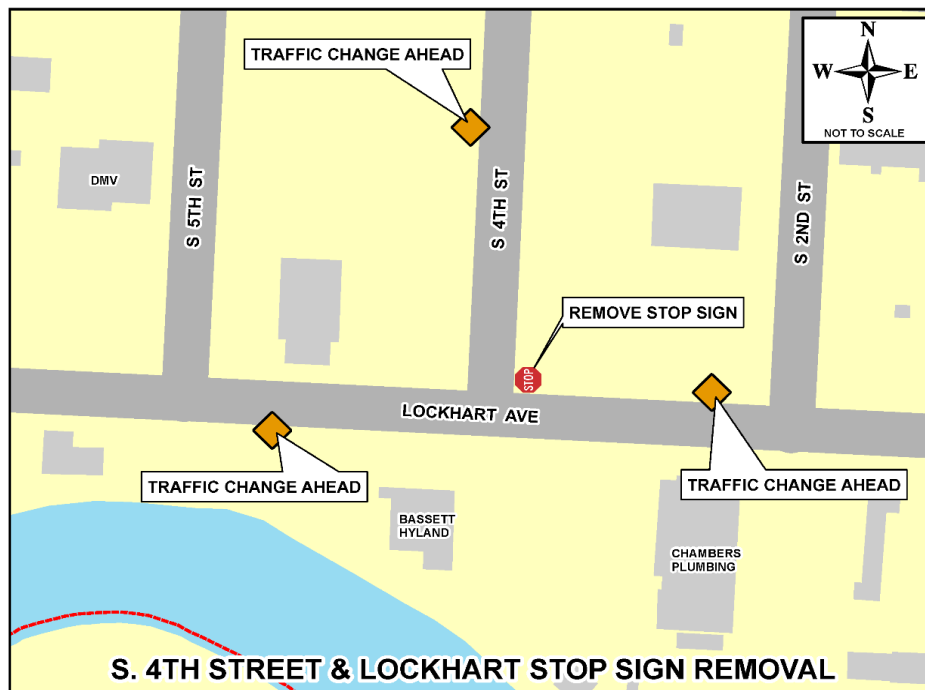 TRAFFIC CHANGE AHEAD
N
W E
S
NOT TO SCALE
DMV
S 5TH ST
S 4TH ST
S 2ND ST
REMOVE STOP SIGN
STOP
LOCKHART AVE
TRAFFIC CHANGE AHEAD
TRAFFIC CHANGE AHEAD
BASSETT
HYLAND
CHAMBERS
PLUMBING
S. 4TH STREET & LOCKHART STOP SIGN REMOVAL